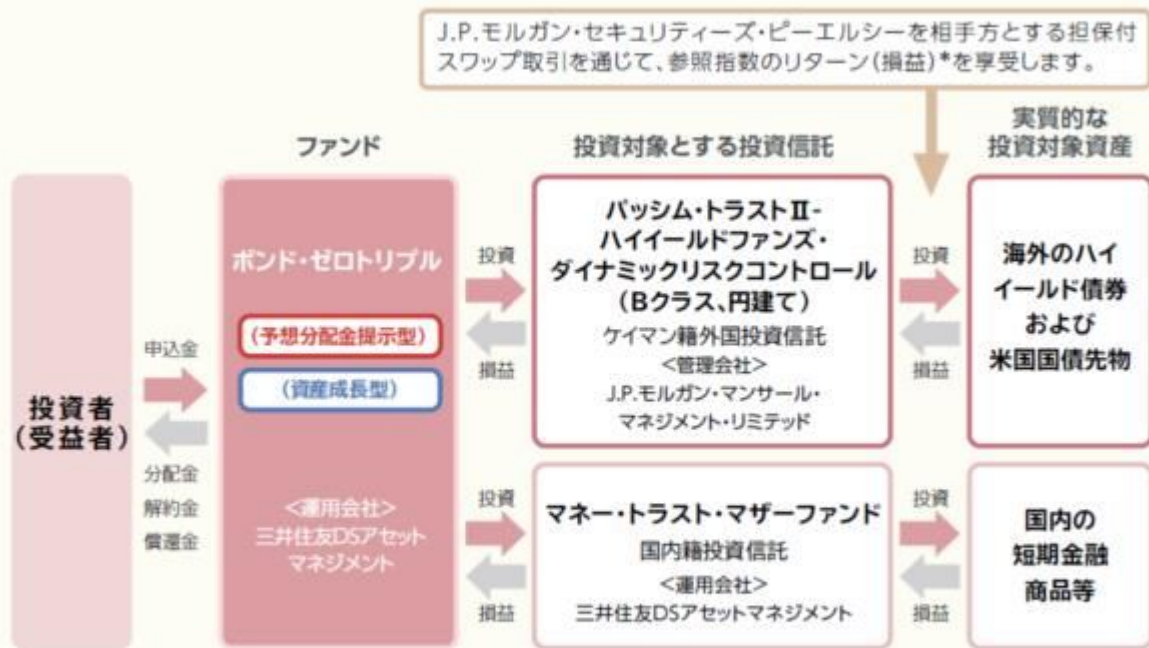 J.P.モルガン・セキュリティーズ・ピーエルシーを相手方とする担保付
スワップ取引を通じて、参照指数のリターン(損益)*を享受します。
ファンド
投資対象とする投資信託
実質的な
投資対象資産
投資者
(受益者)
申込金
分配金
解約金
償還金
ボンド・ゼロトリプル
(予想分配金提示型)
(資産成長型)
<運用会社>
三井住友DSアセット
マネジメント
投資
損益
パッシム・トラストⅡ-
ハイイールドファンズ・
ダイナミックリスクコントロール
(Bクラス、円建て)
ケイマン籍外国投資信託
<管理会社>
J.P.モルガン・マンサール・
マネジメント・リミテッド
投資
損益
海外のハイ
イールド債券
および
米国国債先物
投資
損益
マネー・トラスト・マザーファンド
国内籍投資信託
<運用会社>
三井住友DSアセットマネジメント
投資
損益
国内の
短期金融
商品等